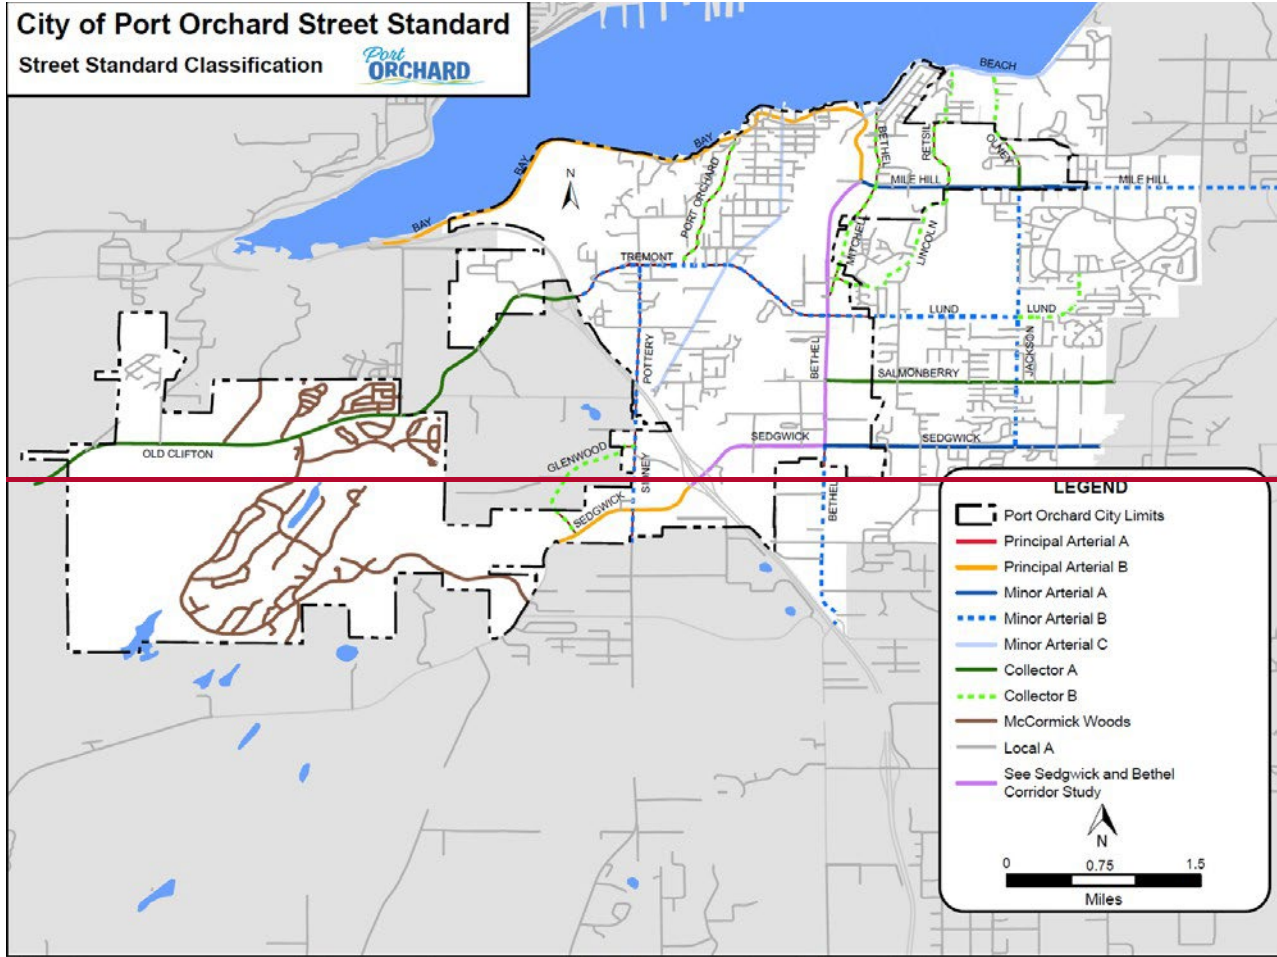 City of Port Orchard Street Standard
Street Standard Classification
Port
ORCHARD
BEACH
BAY
BETHEL
RETSIL
OLNEY
BAY
N
PORT ORCHARD
MILE HILL
MILE HILL
BAY
MITCHEL
LINCOLN
TREMONT
LUND
LUND
POTTERY
BETHEL
JACKSON
SALMONBERRY
SEDGWICK
SEDGWICK
OLD CLIFTON
GLENWOOD
SIDNEY
SEDGWICK
BETHEL
LEGEND
Port Orchard City Limits
Principal Arterial A
Principal Arterial B
Minor Arterial A
Minor Arterial B
Minor Arterial C
Collector A
Collector B
McCormick Woods
Local A
See Sedgwick and Bethel
Corridor Study
N
0 0.75 1.5
Miles